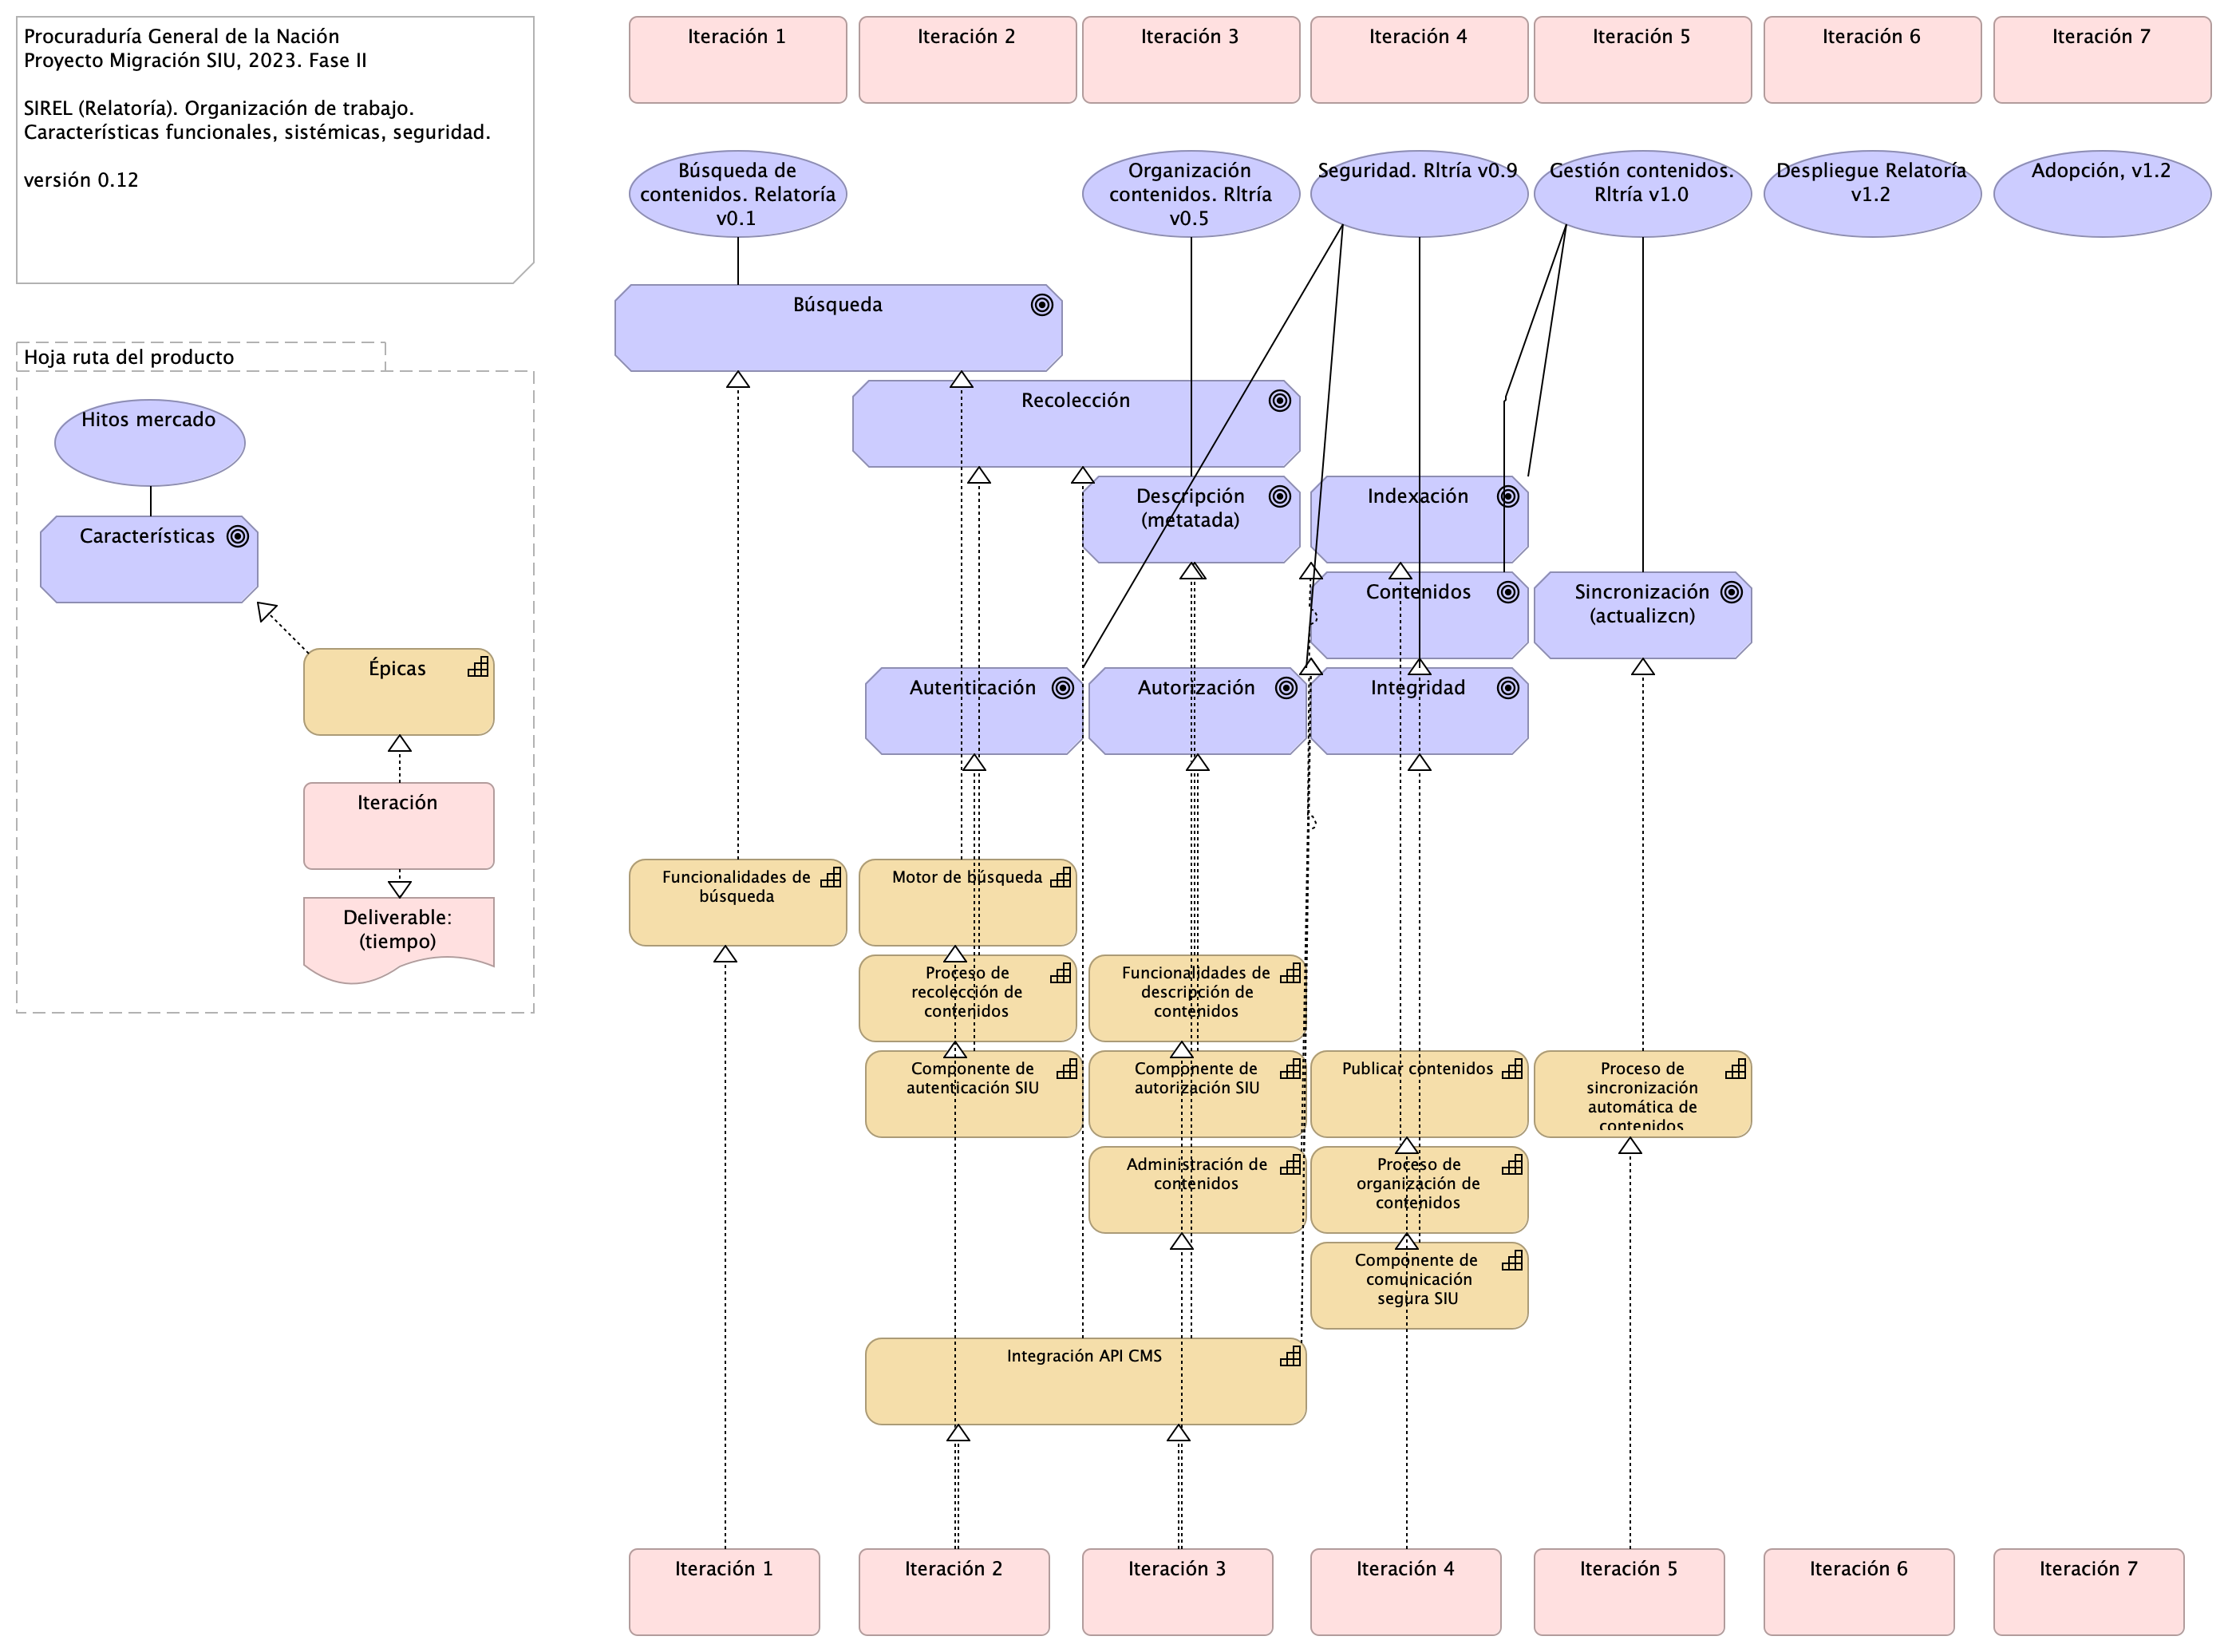 Procuraduría General de la Nación
Proyecto Migración SIU, 2023. Fase II
SIREL (Relatoría). Organización de trabajo.
Características funcionales, sistémicas, seguridad.
versión 0.12
Iteración 1
Iteración 2
Iteración 3
Iteración 4
Iteración 5
Iteración 6
Iteración 7
Búsqueda de
contenidos. Relatoría
v0.1
Organización
contenidos. Rltría
v0.5
Seguridad. Rltría v0.9
Gestión contenidos.
Rltría v1.0
Despliegue Relatoría
v1.2
Adopción, v1.2
Hoja ruta del producto
Hitos mercado
Características
Épicas
Iteración
Deliverable:
(tiempo)
Búsqueda
Recolección
Descripción
(metatada)
Indexación
Contenidos
Sincronización
(actualizcn)
Autenticación
Autorización
Integridad
Funcionalidades de
búsqueda
Motor de búsqueda
Proceso de
recolección de
contenidos
Funcionalidades de
descripción de
contenidos
Componente de
autenticación SIU
Componente de
autorización SIU
Publicar contenidos
Proceso de
sincronización
automática de
contenidos
Administración de
contenidos
Proceso de
organización de
contenidos
Componente de
comunicación
segura SIU
Integración API CMS
Iteración 1
Iteración 2
Iteración 3
Iteración 4
Iteración 5
Iteración 6
Iteración 7